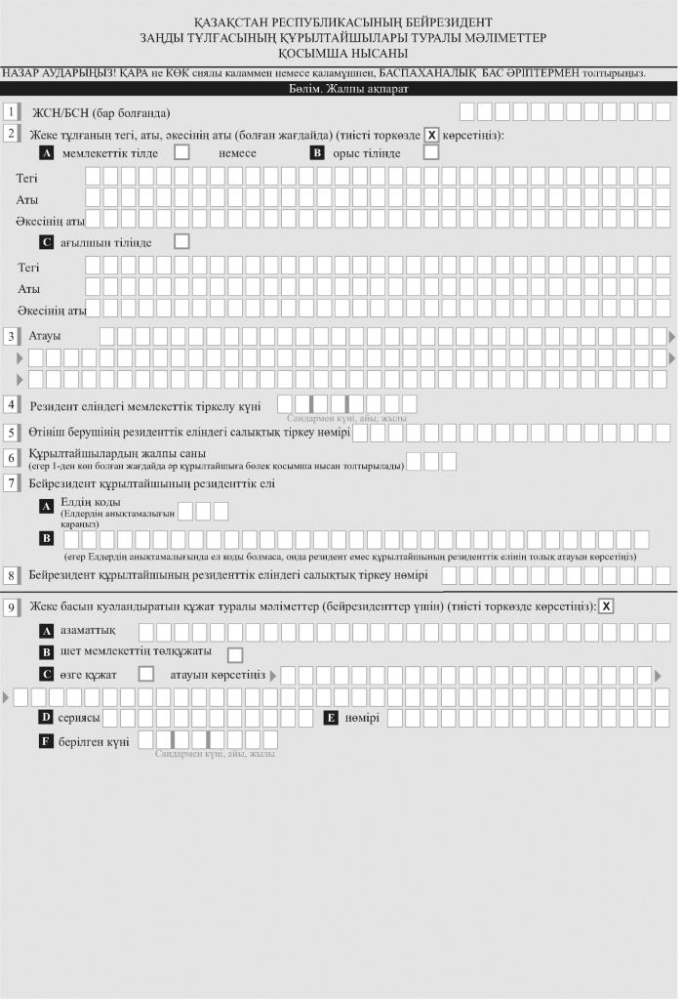 ҚАЗАҚСТАН РЕСПУБЛИКАСЫНЫҢ БЕЙРЕЗИДЕНТ
ЗАҢДЫ ТҰЛҒАСЫНЫҢ ҚҰРЫЛТАЙШЫЛАРЫ ТУРАЛЫ МӘЛІМЕТТЕР
ҚОСЫМША НЫСАНЫ
НАЗАР АУДАРЫҢЫЗ! ҚАРА не КӨК сиялы каламмен немесе каламұшпен, БАСПАХАНАЛЫҚ БАС ӘРІПТЕРМЕН толтырыңыз.
Бөлім. Жалпы ақпарат
1 ЖСН/БСН (бар болғанда)
2 Жеке тұлғаның тегі, аты, әкесінің аты (болған жағдайда) (тиісті торкөзде X көрсетіңіз):
A мемлекеттік тілде немесе B орыс тілінде
Тегі
Аты
Әкесінің аты
C ағылшын тілінде
Тегі
Аты
Әкесінің аты
3 Атауы
4 Резидент еліндегі мемлекеттік тіркелу күні
Сандармен күні, айы, жылы
5 Өтініш берушінің резиденттік еліндегі салықтық тіркеу нөмірі
6 Құрылтайшылардың жалпы саны
(егер 1-ден көп болған жағдайда әр құрылтайшыға бөлек қосымша нысан толтырылады)
7 Бейрезидент құрылтайшының резиденттік елі
A Елдің коды
(Елдердің анықтамалығын
қараңыз)
B
(егер Елдердің анықтамалығында ел коды болмаса, онда резидент емес құрылтайшының резиденттік елінің толық атауын көрсетіңіз)
8 Бейрезидент құрылтайшының резиденттік еліндегі салықтық тіркеу нөмірі
9 Жеке басын куәландыратын құжат туралы мәліметтер (бейрезиденттер үшін) (тиісті торкөзде көрсетіңіз): X
A азаматтық
B шет мемлекеттің төлқұжаты
C өзге құжат атауын көрсетіңіз
D сериясы E нөмірі
F берілген күні
Сандармен күні, айы, жылы